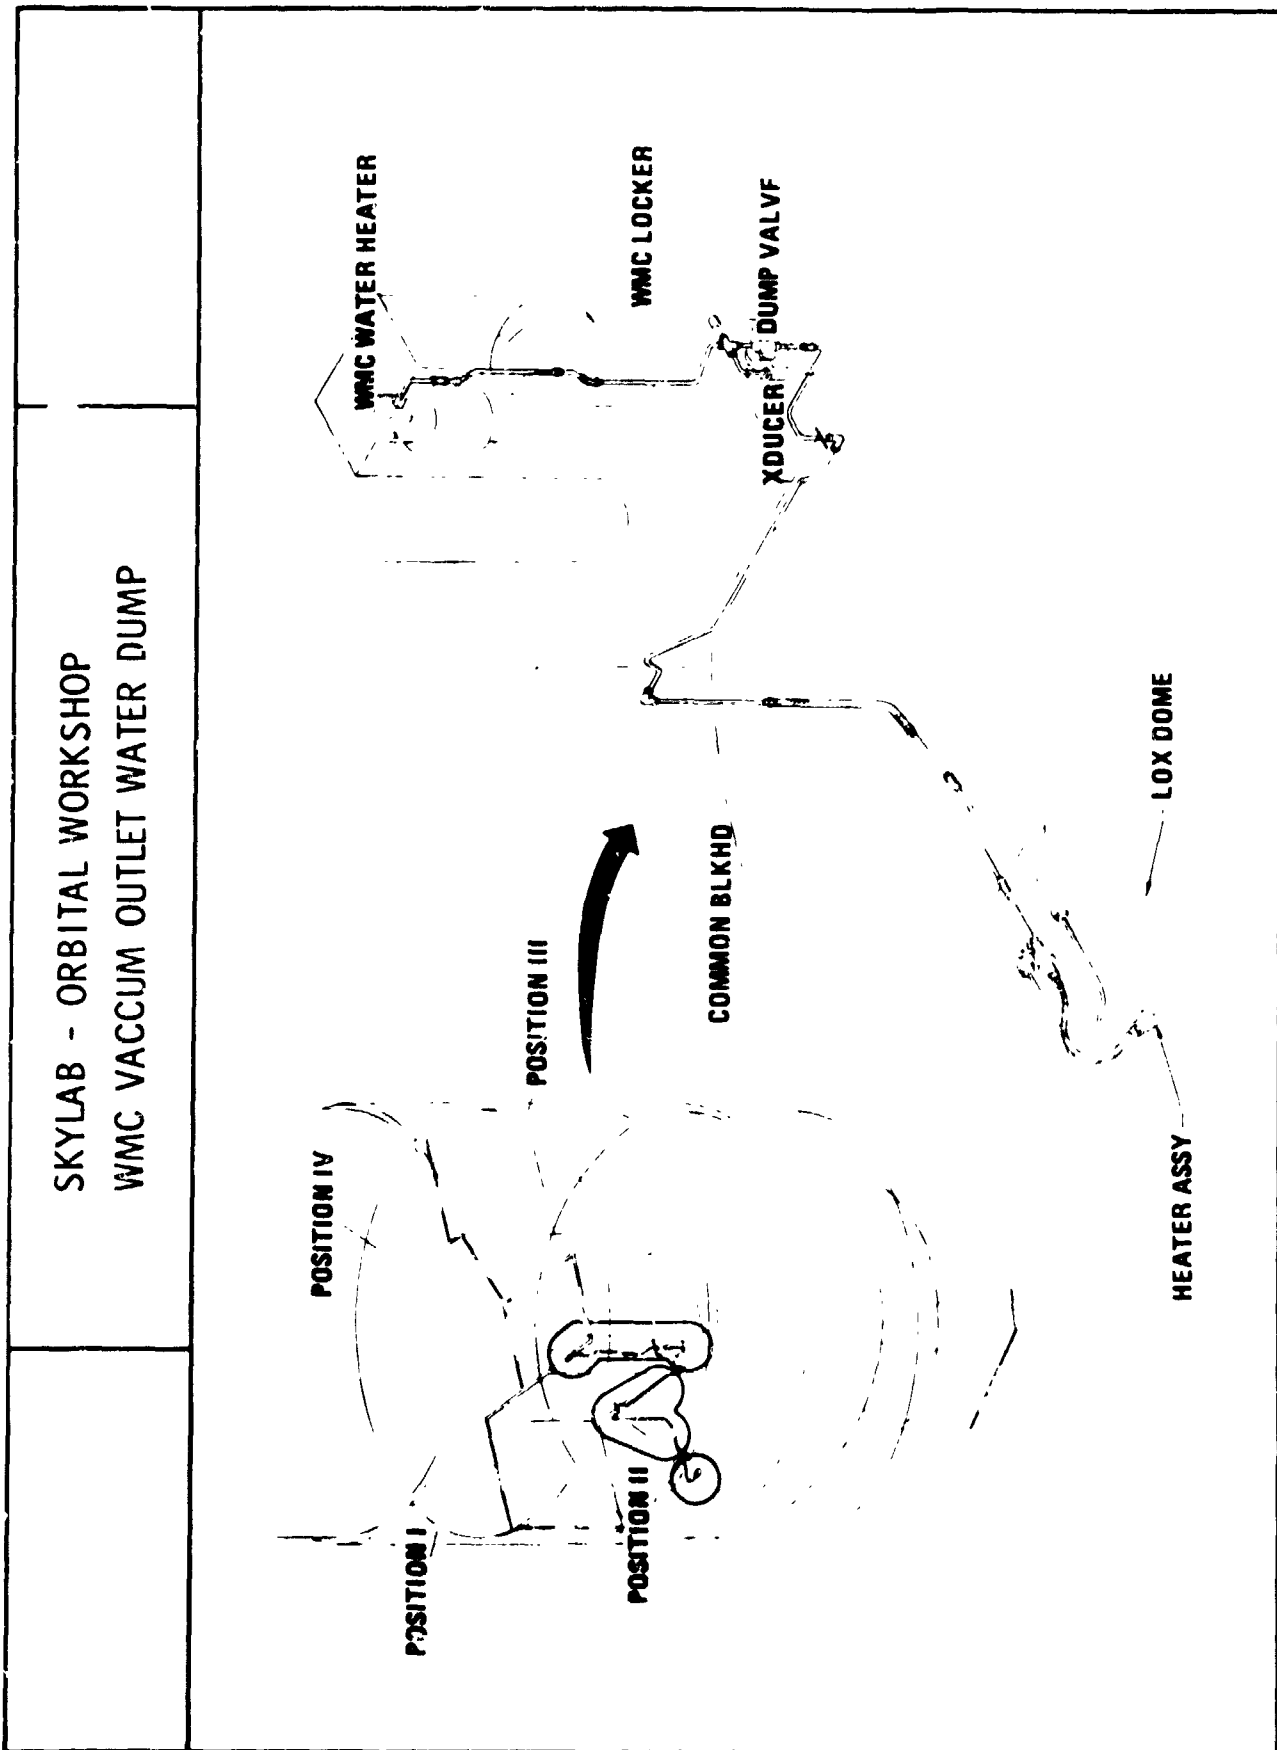 SKYLAB - ORBITAL WORKSHOP
WMC VACCUM OUTLET WATER DUMP
WMC WATER HEATER
POSITION IV
POSITION I
POSITION III
WMC LOCKER
POSITION II
COMMON BLKHD
XDUCER
DUMP VALVF
LOX DOME
HEATER ASSY